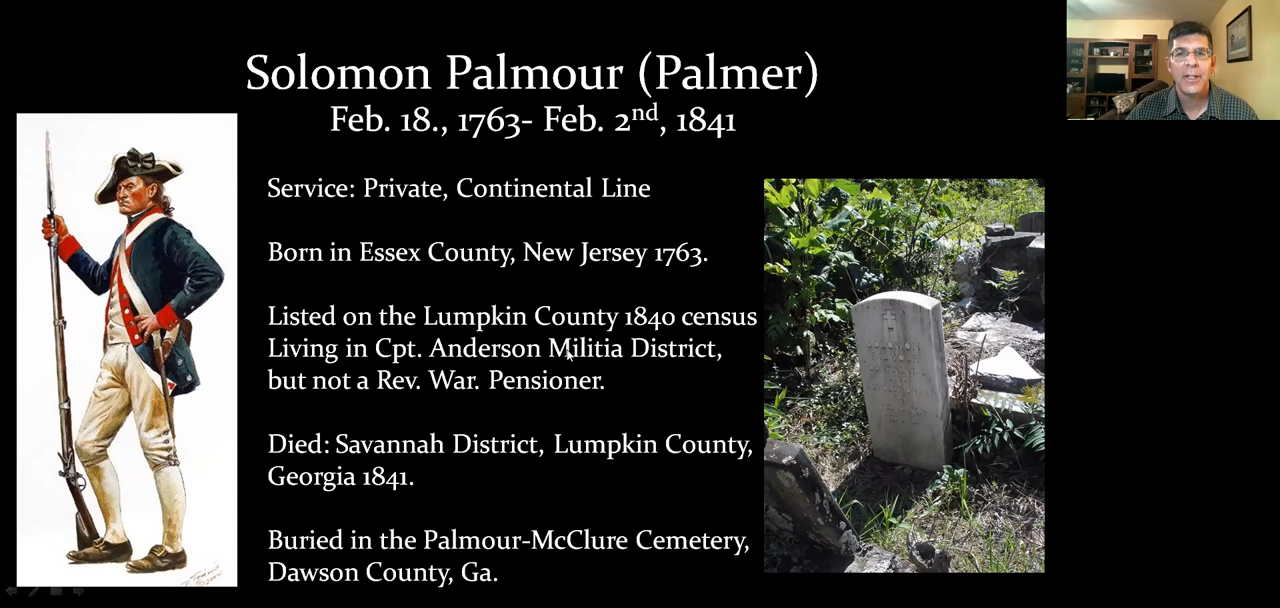 Solomon Palmour (Palmer)
Feb. 18., 1763- Feb. 2nd, 1841
Service: Private, Continental Line
Born in Essex County, New Jersey 1763.
Listed on the Lumpkin County 1840 census
Living in Cpt. Anderson Militia District,
but not a Rev. War. Pensioner.
Died: Savannah District, Lumpkin County,
Georgia 1841.
Buried in the Palmour-McClure Cemetery,
Dawson County, Ga.
SOLOMON